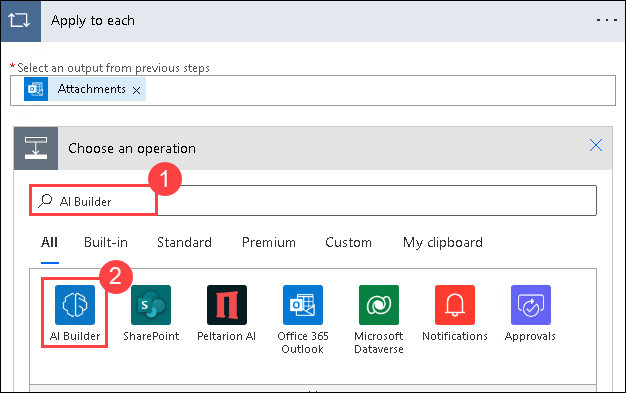 Apply to each
...
*Select an output from previous steps
Attachments ×
Choose an operation
1
AI Builder
All Built-in Standard Premium Custom My clipboard
2
AI Builder SharePoint Peltarion AI Office 365 Outlook Microsoft Dataverse Notifications Approvals